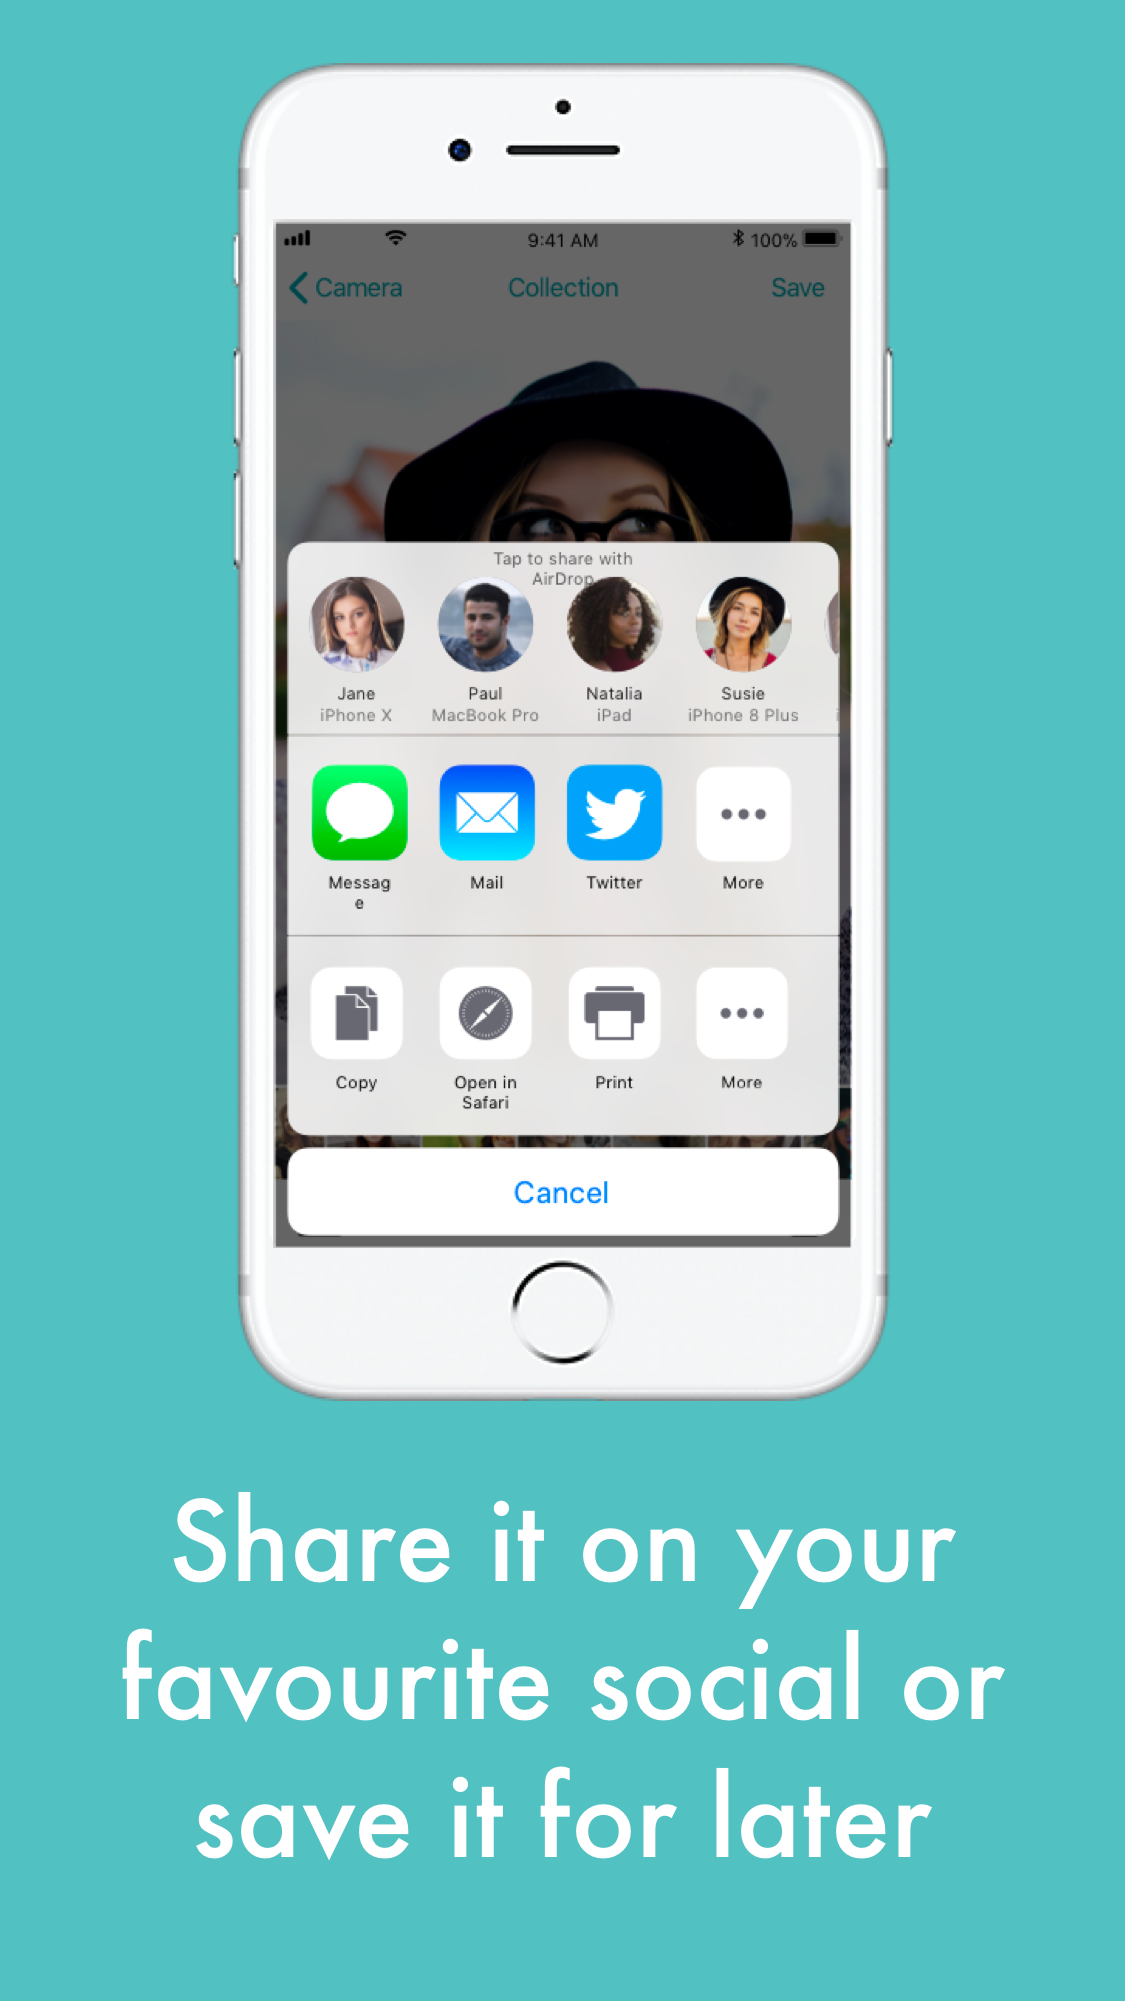 9:41 AM
100%
Camera
Collection
Save
Tap to share with
AirDrop
Jane
iPhone X
Paul
MacBook Pro
Natalia
iPad
Susie
iPhone 8 Plus
Messag
e
Mail
Twitter
More
Copy
Open in
Safari
Print
More
Cancel
Share it on your
favourite social or
save it for later